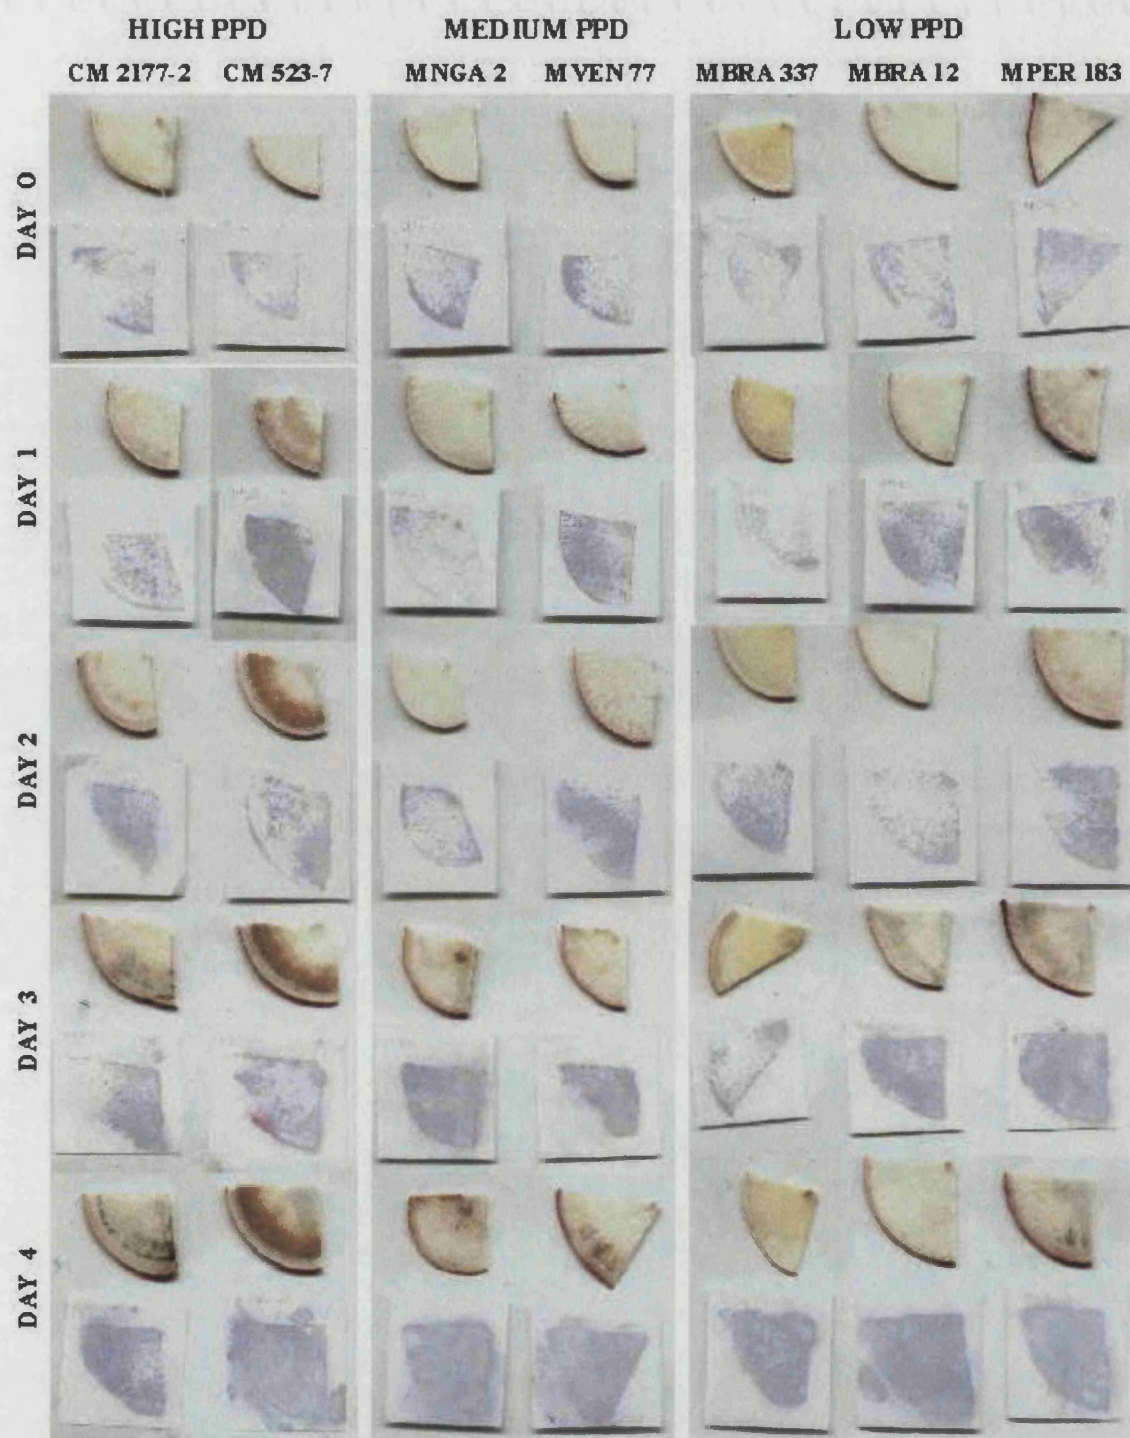 HIGH PPD MEDIUM PPD LOW PPD
CM 2177-2 CM 523-7 MNGA 2 MVEN 77 MBRA 337 MBRA 12 MPER 183
DAY 0
DAY 1
DAY 2
DAY 3
DAY 4